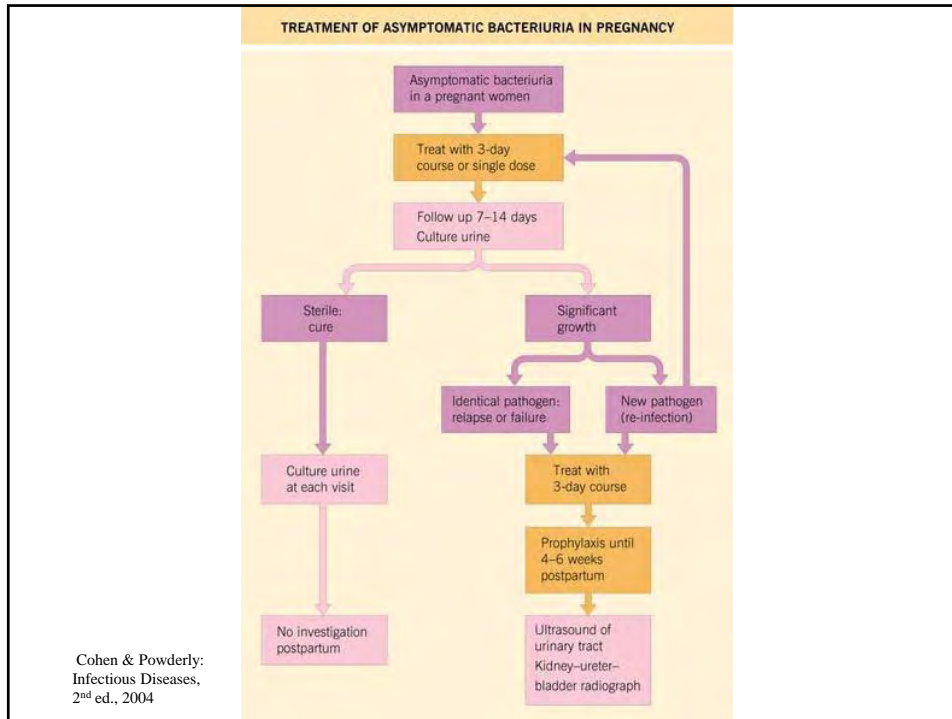 TREATMENT OF ASYMPTOMATIC BACTERIURIA IN PREGNANCY
Asymptomatic bacteriuria
in a pregnant women
Treat with 3-day
course or single dose
Follow up 7–14 days
Culture urine
Sterile:
cure
Significant
growth
Identical pathogen:
relapse or failure
New pathogen
(re-infection)
Culture urine
at each visit
Treat with
3-day course
Prophylaxis until
4–6 weeks
postpartum
No investigation
postpartum
Ultrasound of
urinary tract
Kidney–ureter–
bladder radiograph
Cohen & Powderly:
Infectious Diseases,
2nd ed., 2004